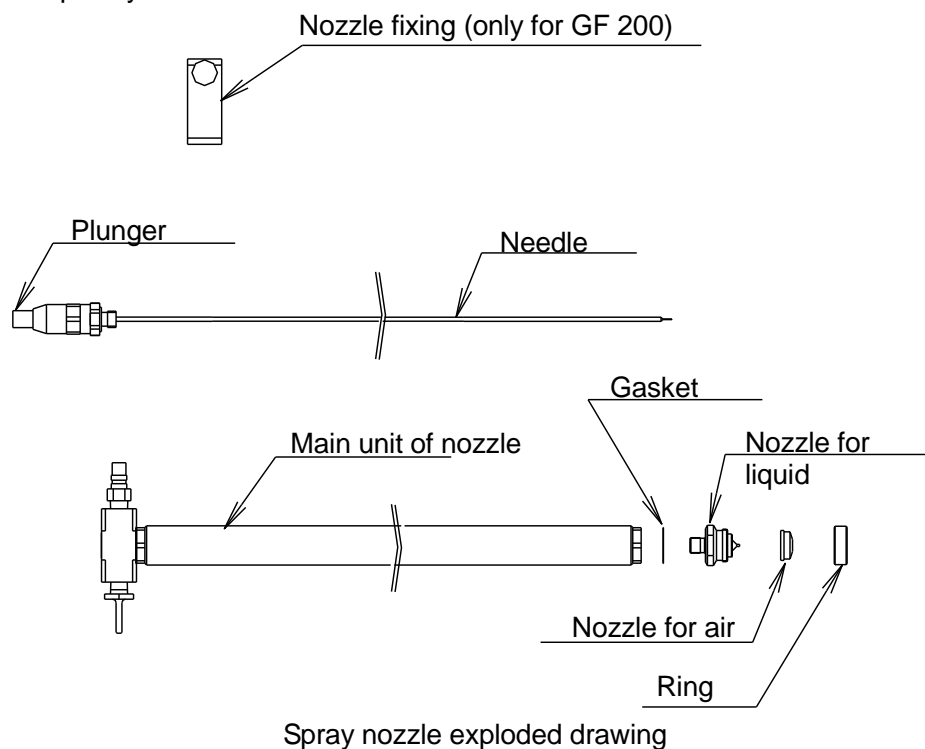 Nozzle fixing (only for GF 200)
Plunger
Needle
Gasket
Main unit of nozzle
Nozzle for
liquid
Nozzle for air
Ring
Spray nozzle exploded drawing